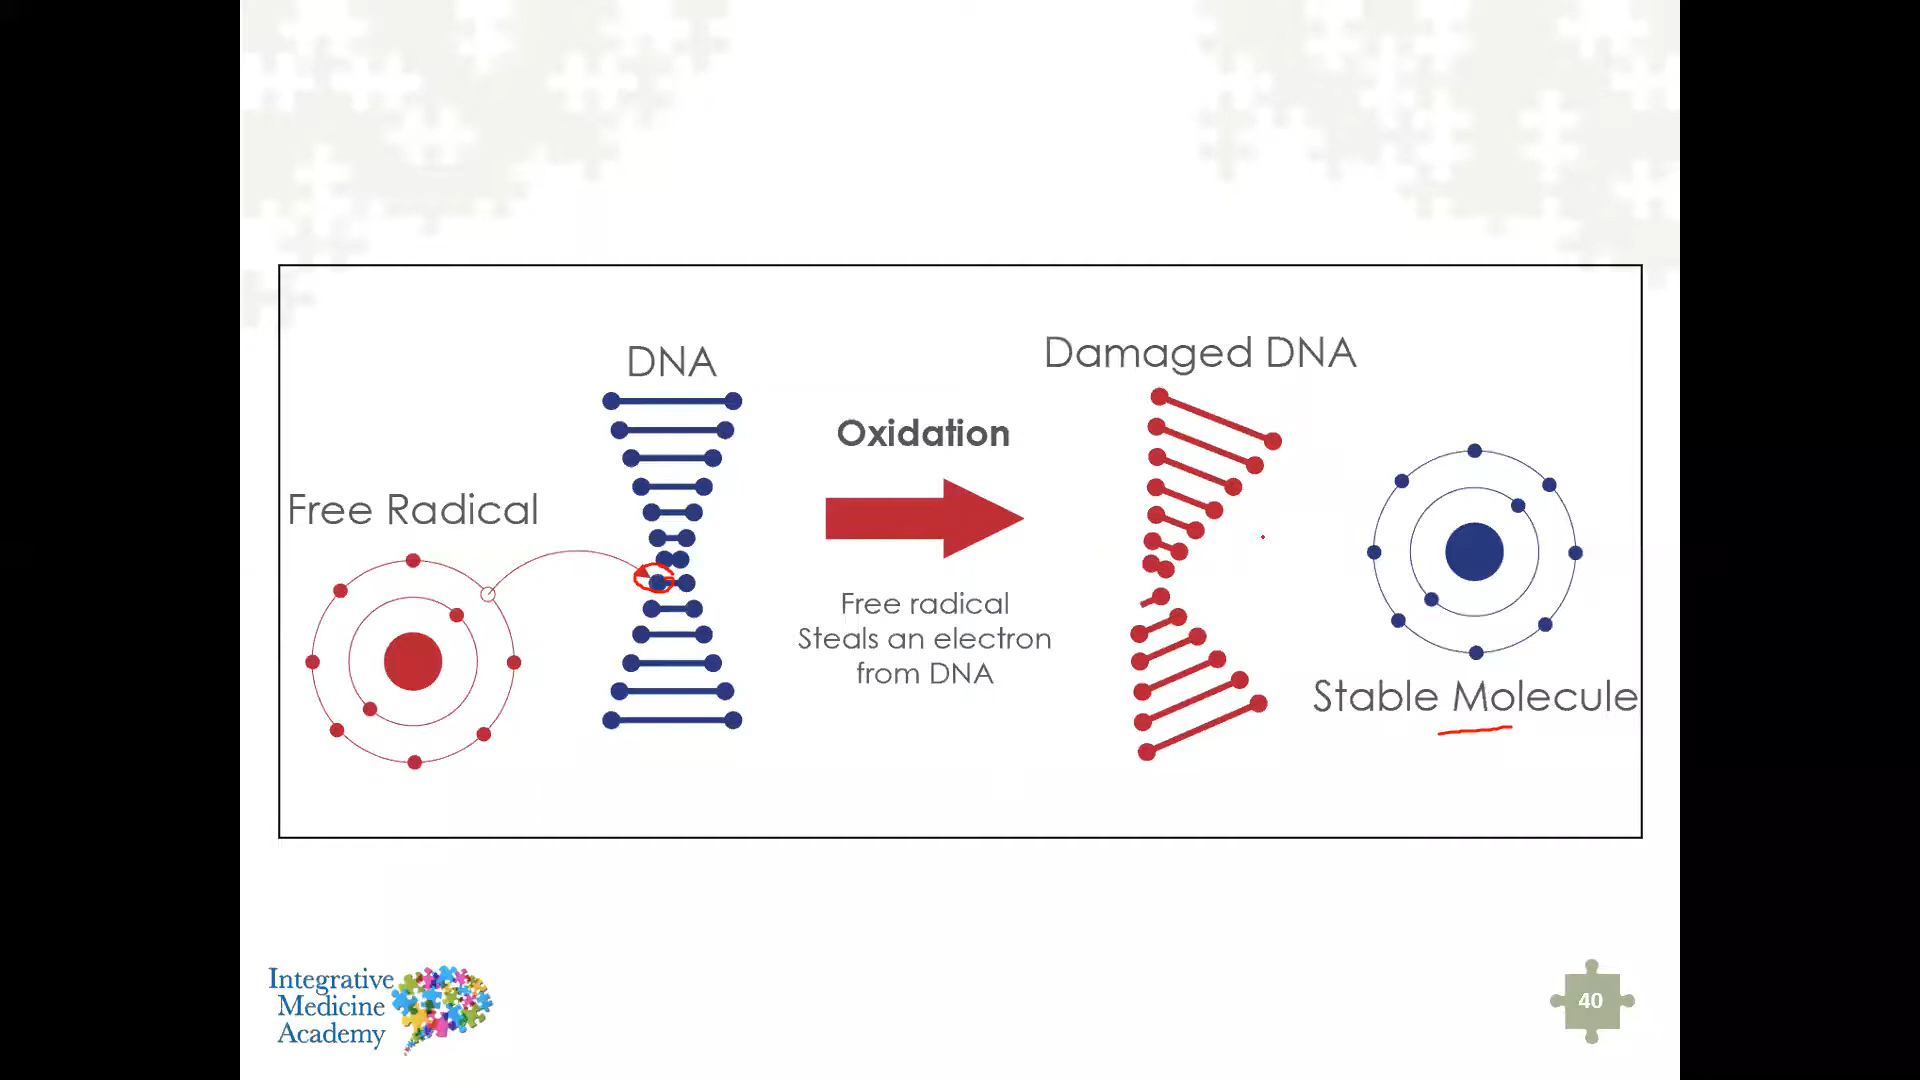 DNA
Damaged DNA
Oxidation
Free Radical
Free radical
Steals an electron
from DNA
Stable Molecule
Integrative
Medicine
Academy
40